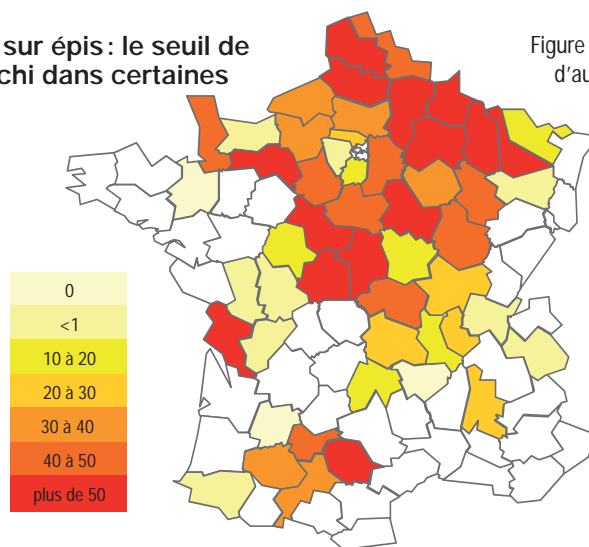 sur épis : le seuil de
chi dans certaines
Figure
d'au
0
<1
10 à 20
20 à 30
30 à 40
40 à 50
plus de 50